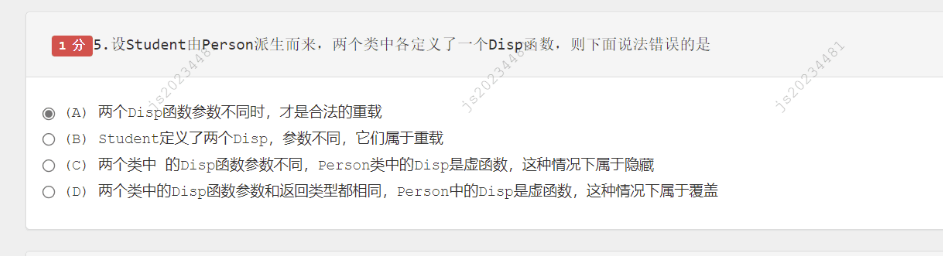 1 分 5.设Student由Person派生而来，两个类中各定义了一个Disp函数，则下面说法错误的是
js20234481 js20234481 js20234481
(A) 两个Disp函数参数不同时，才是合法的重载
(B) Student定义了两个Disp，参数不同，它们属于重载
(C) 两个类中 的Disp函数参数不同，Person类中的Disp是虚函数，这种情况下属于隐藏
(D) 两个类中的Disp函数参数和返回类型都相同，Person中的Disp是虚函数，这种情况下属于覆盖